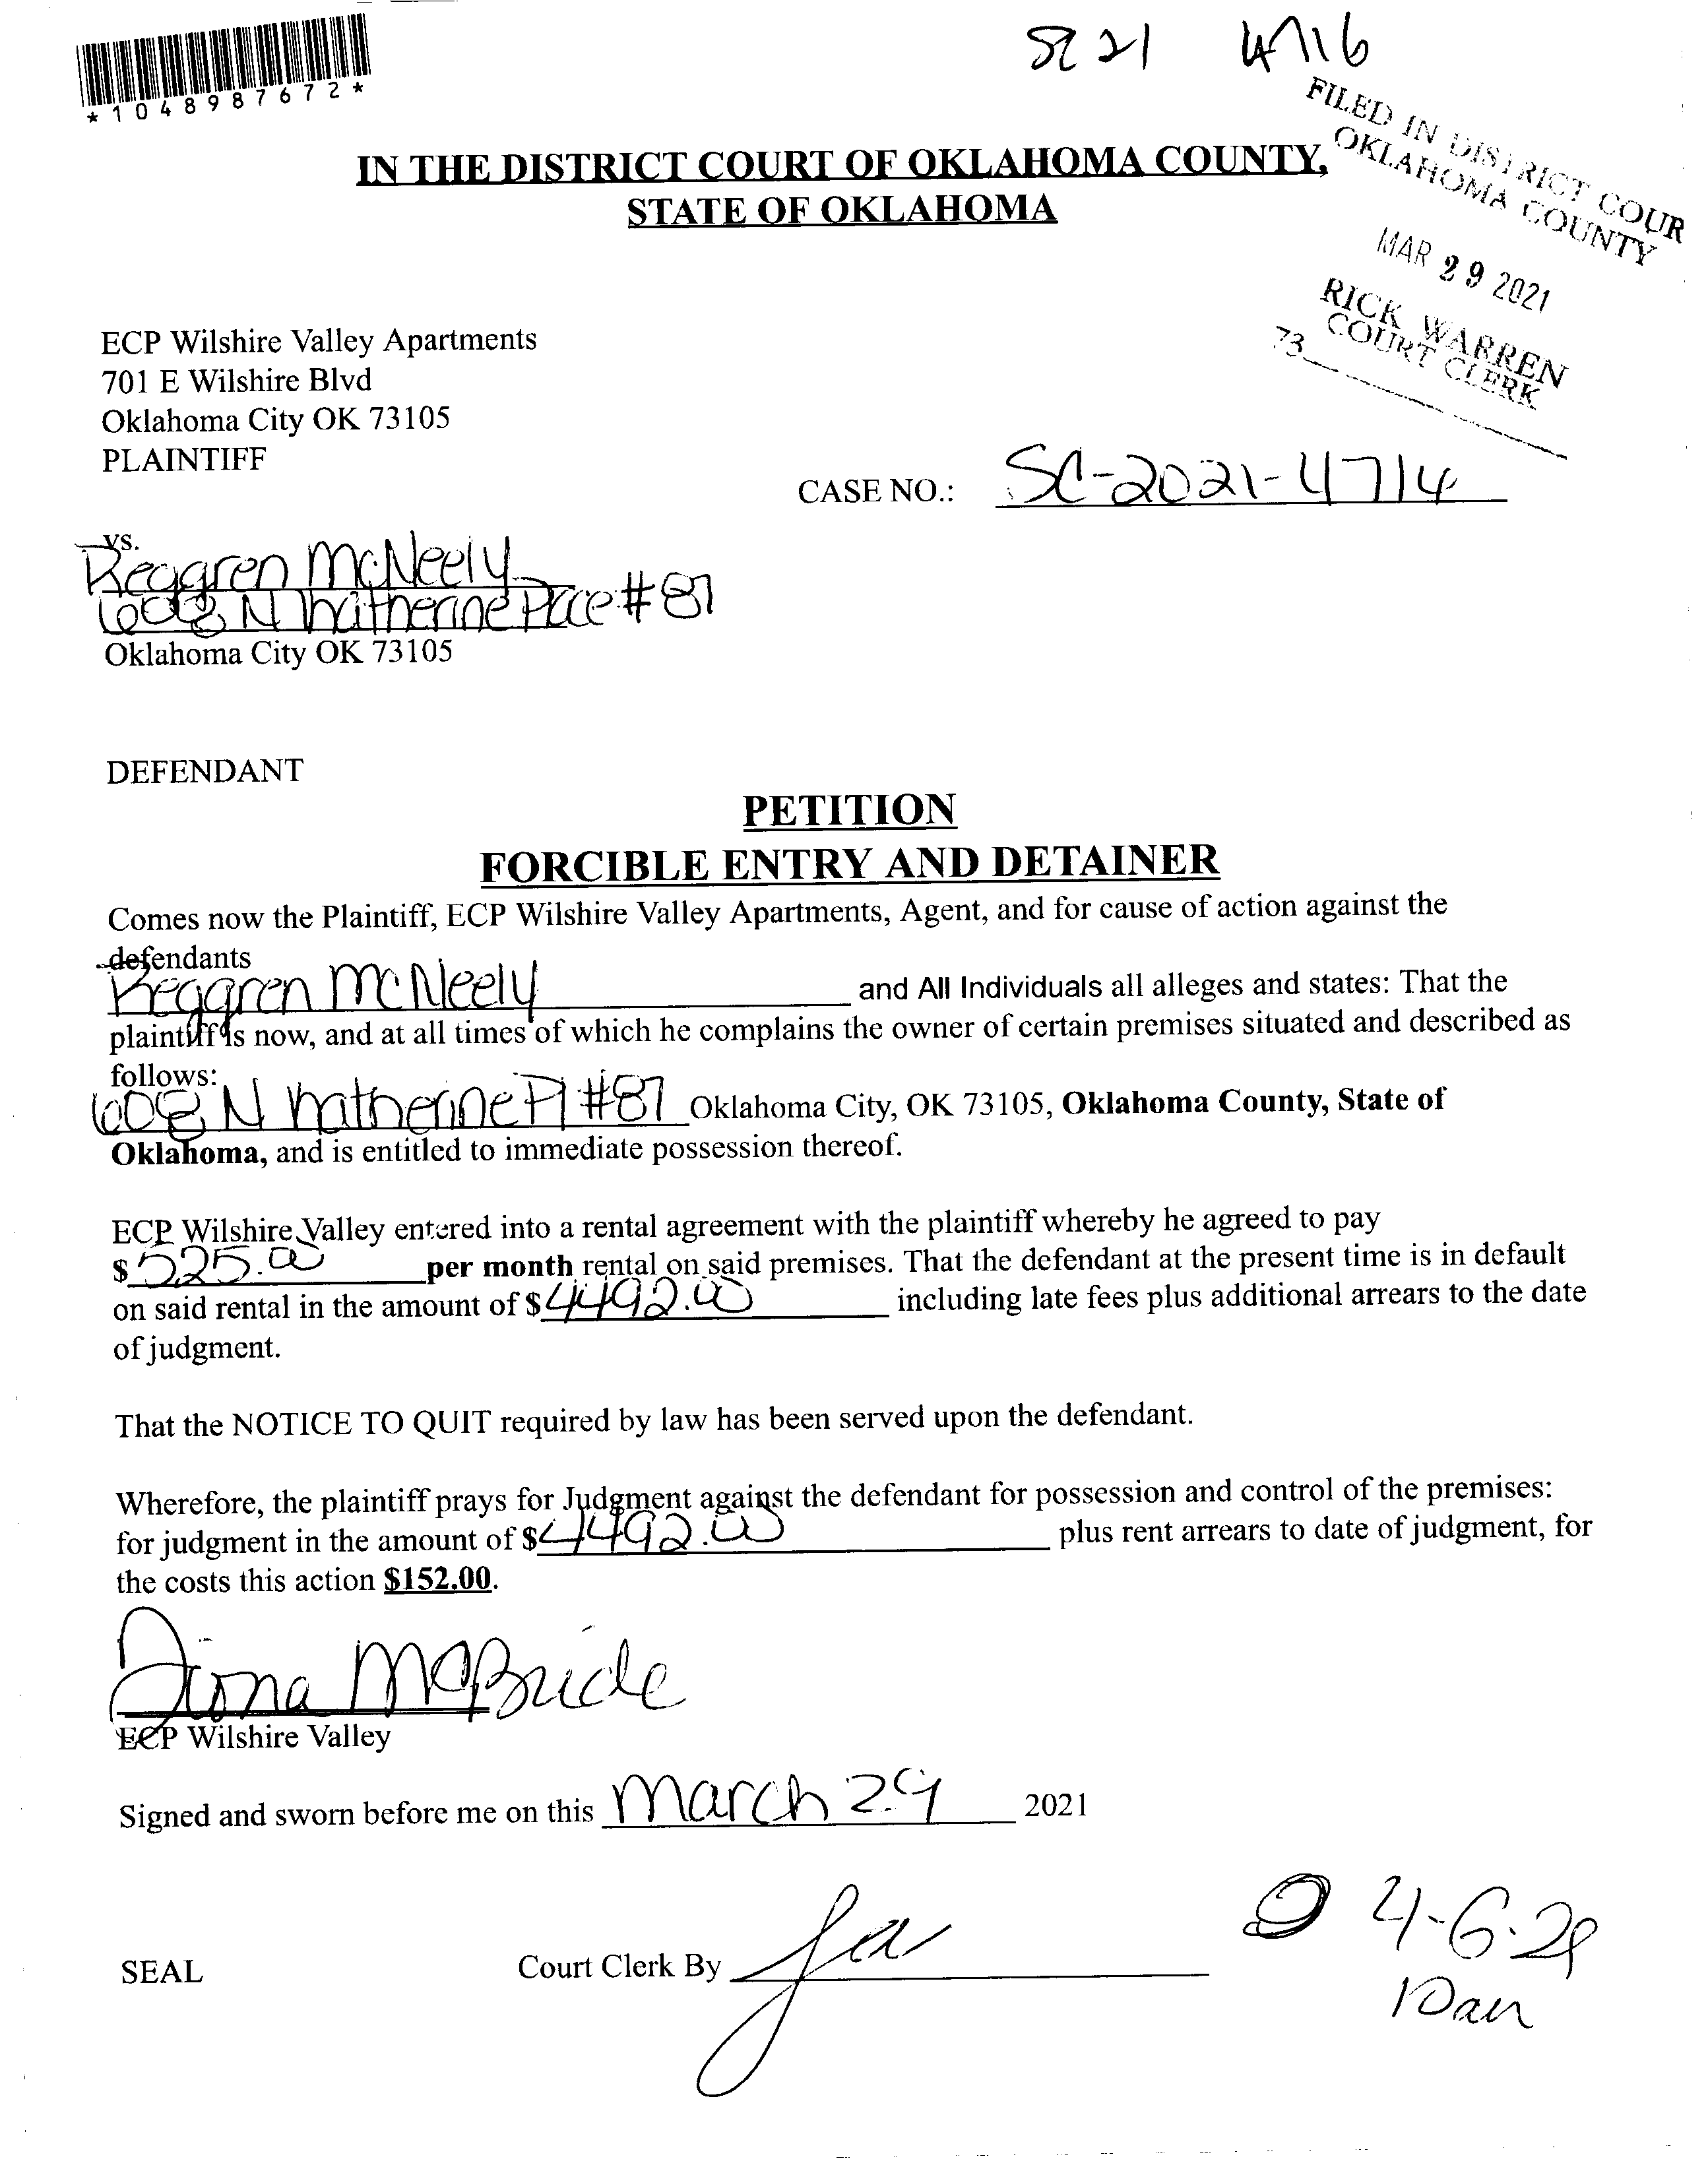 *1048987672*
SC 21 4716
FILED IN DISTRICT COUR
OKLAHOMA COUNTY
MAR 29 2021
RICK WARREN
COURT CLERK
73
IN THE DISTRICT COURT OF OKLAHOMA COUNTY,
STATE OF OKLAHOMA
ECP Wilshire Valley Apartments
701 E Wilshire Blvd
Oklahoma City OK 73105
PLAINTIFF
CASE NO.: SC-2021-4714
vs.
Reggren McNeely
6008 N Katherine Place #87
Oklahoma City OK 73105
DEFENDANT
PETITION
FORCIBLE ENTRY AND DETAINER
Comes now the Plaintiff, ECP Wilshire Valley Apartments, Agent, and for cause of action against the
defendants
Reggren McNeely and All Individuals all alleges and states: That the
plaintiff is now, and at all times of which he complains the owner of certain premises situated and described as
follows:
6008 N Katherine Pl #87 Oklahoma City, OK 73105, Oklahoma County, State of
Oklahoma, and is entitled to immediate possession thereof.
ECP Wilshire Valley entered into a rental agreement with the plaintiff whereby he agreed to pay
$ 525.00 per month rental on said premises. That the defendant at the present time is in default
on said rental in the amount of $ 4492.00 including late fees plus additional arrears to the date
of judgment.
That the NOTICE TO QUIT required by law has been served upon the defendant.
Wherefore, the plaintiff prays for Judgment against the defendant for possession and control of the premises:
for judgment in the amount of $ 4492.00 plus rent arrears to date of judgment, for
the costs this action $152.00.
McBride
ECP Wilshire Valley
Signed and sworn before me on this March 29 2021
SEAL Court Clerk By
4-6-21
10am